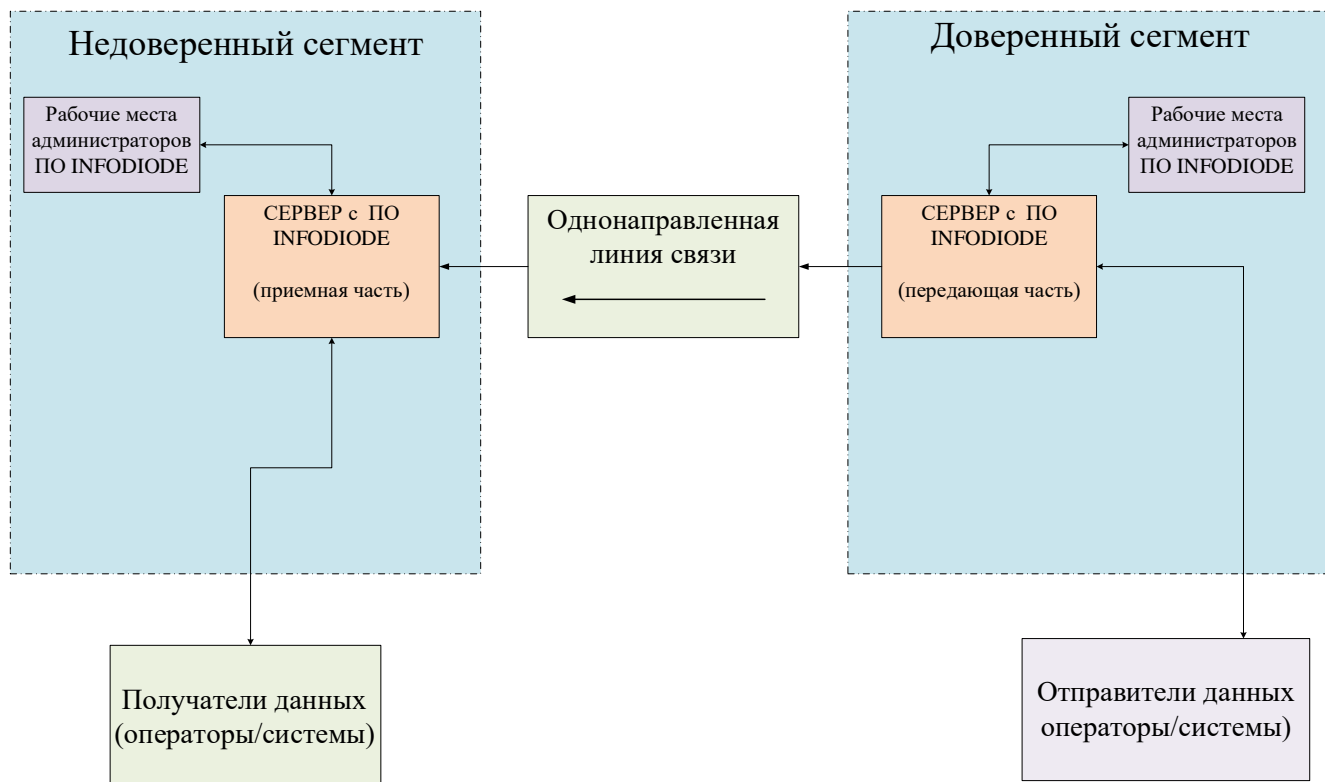 Недоверенный сегмент
Рабочие места
администраторов
ПО INFODIODE
СЕРВЕР с ПО
INFODIODE
(приемная часть)
Однонаправленная
линия связи
Доверенный сегмент
Рабочие места
администраторов
ПО INFODIODE
СЕРВЕР с ПО
INFODIODE
(передающая часть)
Получатели данных
(операторы/системы)
Отправители данных
операторы/системы)